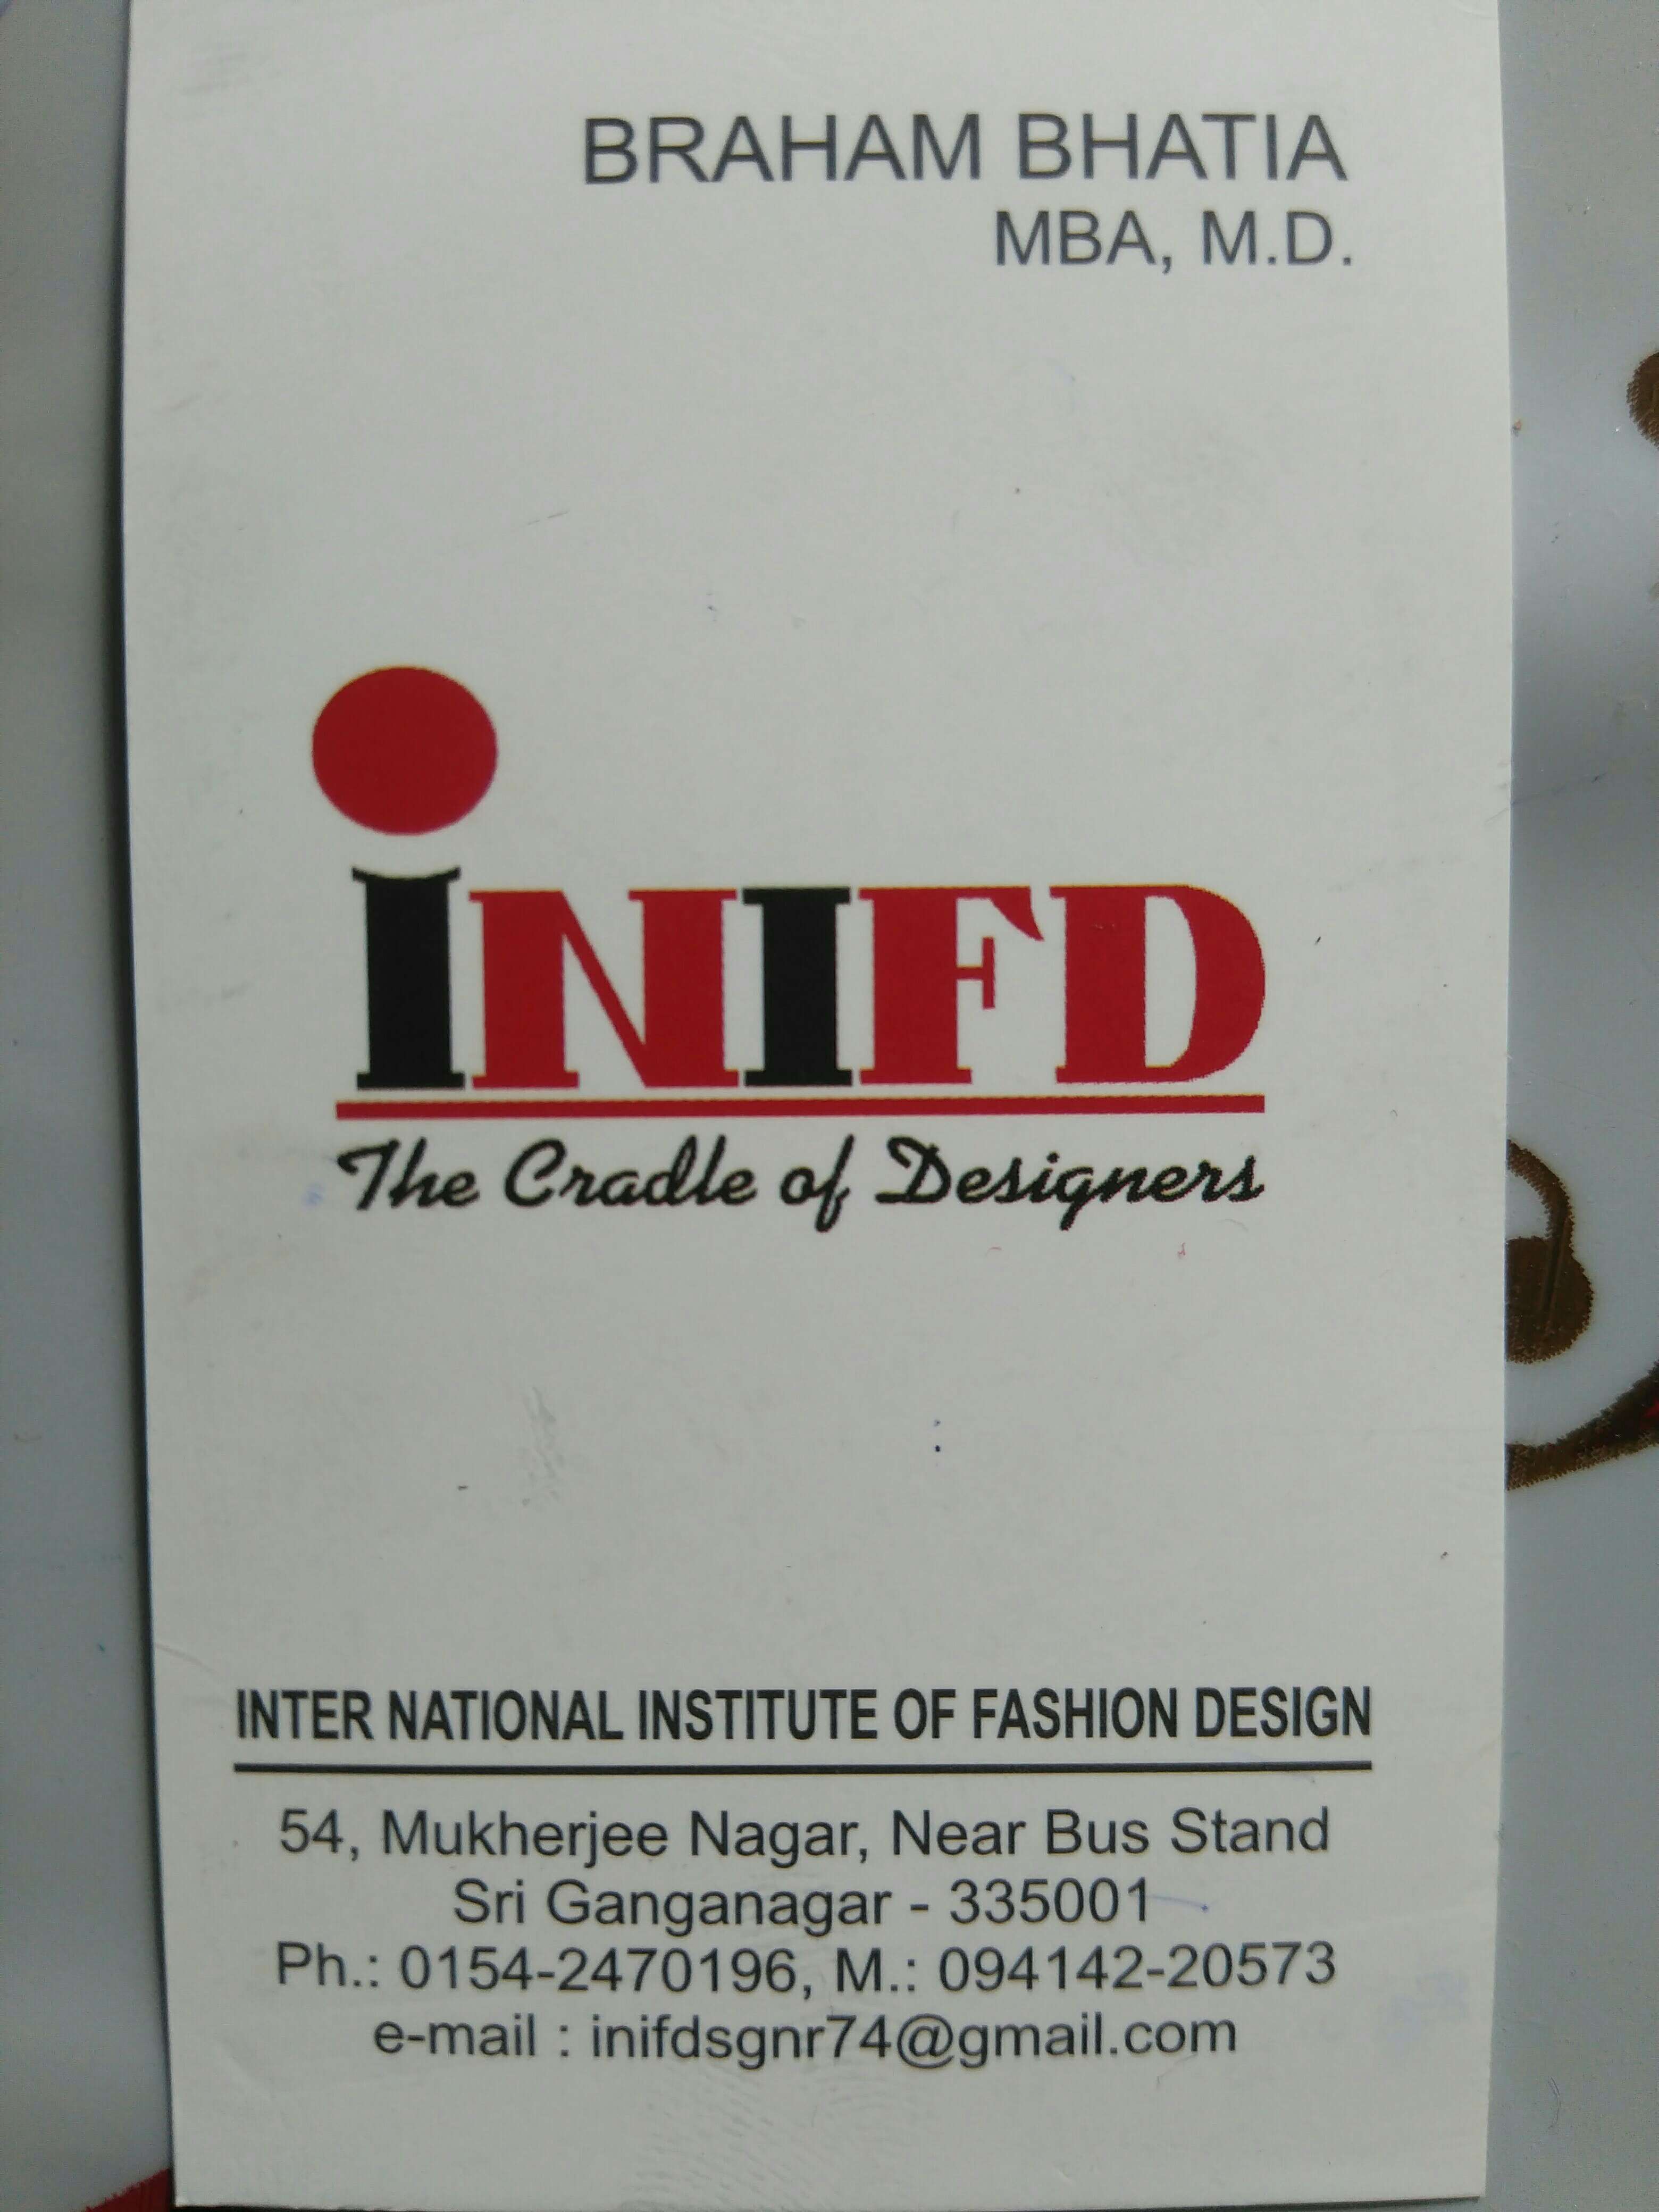 BRAHAM BHATIA
MBA, M.D.
iNIFD
The Cradle of Designers
INTER NATIONAL INSTITUTE OF FASHION DESIGN
54, Mukherjee Nagar, Near Bus Stand
Sri Ganganagar - 335001
Ph.: 0154-2470196, M.: 094142-20573
e-mail : inifdsgnr74@gmail.com